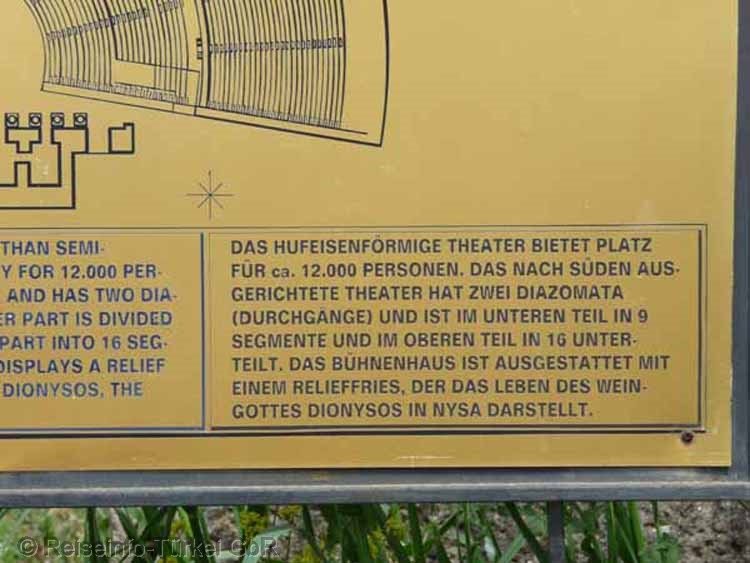 THAN SEMI-
Y FOR 12.000 PER-
AND HAS TWO DIA-
ER PART IS DIVIDED
PART INTO 16 SEG-
DISPLAYS A RELIEF
DIONYSOS, THE
DAS HUFEISENFÖRMIGE THEATER BIETET PLATZ
FÜR ca. 12.000 PERSONEN. DAS NACH SÜDEN AUS-
GERICHTETE THEATER HAT ZWEI DIAZOMATA
(DURCHGÄNGE) UND IST IM UNTEREN TEIL IN 9
SEGMENTE UND IM OBEREN TEIL IN 16 UNTER-
TEILT. DAS BÜHNENHAUS IST AUSGESTATTET MIT
EINEM RELIEFFRIES, DER DAS LEBEN DES WEIN-
GOTTES DIONYSOS IN NYSA DARSTELLT.
© Reiseinfo-Türkei GbR